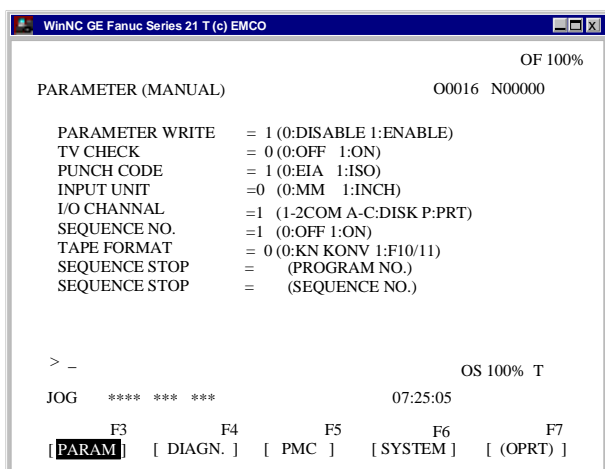 WinNC GE Fanuc Series 21 T (c) EMCO
OF 100%
PARAMETER (MANUAL) O0016 N00000
PARAMETER WRITE = 1 (0:DISABLE 1:ENABLE)
TV CHECK = 0 (0:OFF 1:ON)
PUNCH CODE = 1 (0:EIA 1:ISO)
INPUT UNIT =0 (0:MM 1:INCH)
I/O CHANNAL =1 (1-2COM A-C:DISK P:PRT)
SEQUENCE NO. =1 (0:OFF 1:ON)
TAPE FORMAT = 0 (0:KN KONV 1:F10/11)
SEQUENCE STOP = (PROGRAM NO.)
SEQUENCE STOP = (SEQUENCE NO.)
> _
OS 100% T
JOG **** *** *** 07:25:05
F3 F4 F5 F6 F7
[ PARAM ] [ DIAGN. ] [ PMC ] [ SYSTEM ] [ (OPRT) ]